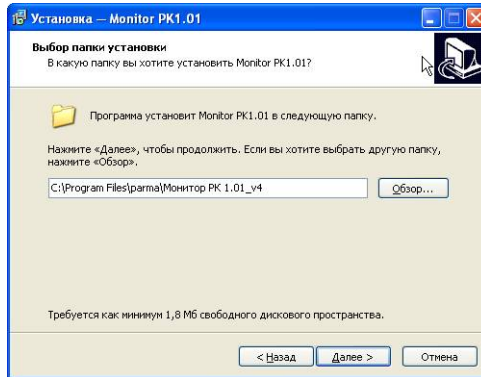 Установка — Monitor PK1.01
Выбор папки установки
В какую папку вы хотите установить Monitor PK1.01?
Программа установит Monitor PK1.01 в следующую папку.
Нажмите «Далее», чтобы продолжить. Если вы хотите выбрать другую папку,
нажмите «Обзор».
C:\Program Files\parma\Монитор РК 1.01_v4
Обзор...
Требуется как минимум 1,8 Мб свободного дискового пространства.
< Назад
Далее >
Отмена